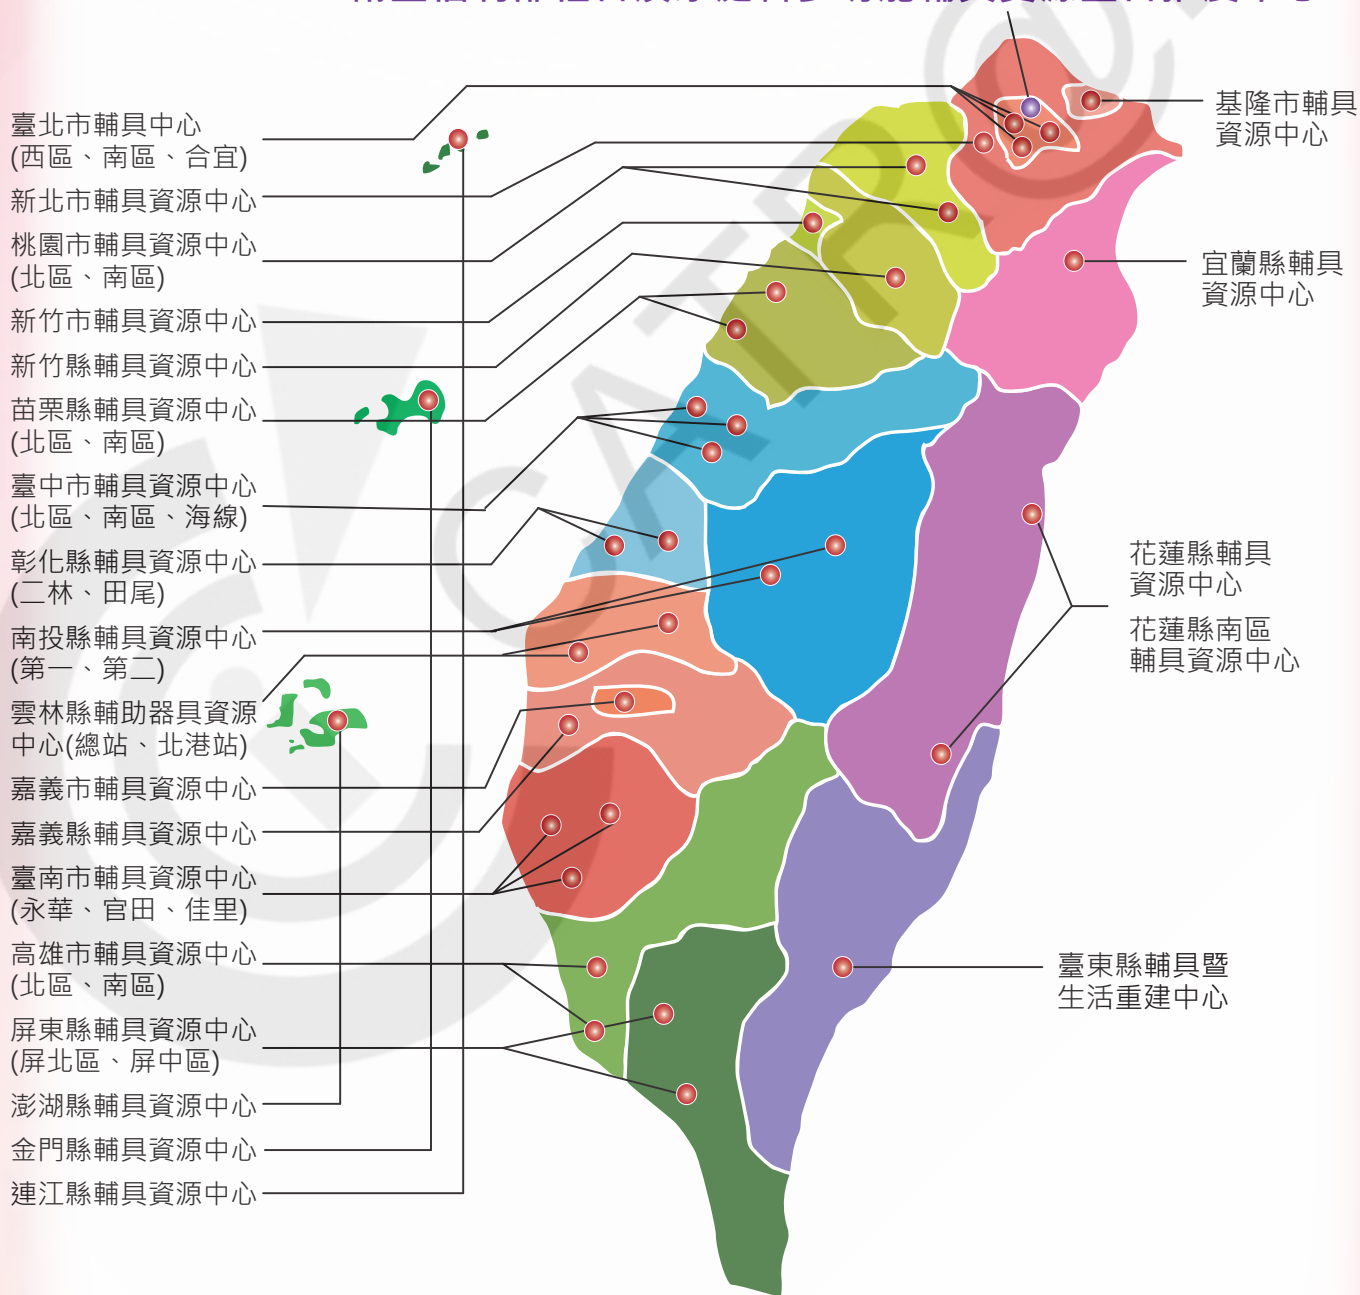 臺北市輔具中心
(西區、南區、合宜)
新北市輔具資源中心
桃園市輔具資源中心
(北區、南區)
新竹市輔具資源中心
新竹縣輔具資源中心
苗栗縣輔具資源中心
(北區、南區)
臺中市輔具資源中心
(北區、南區、海線)
彰化縣輔具資源中心
(二林、田尾)
南投縣輔具資源中心
(第一、第二)
雲林縣輔助器具資源
中心(總站、北港站)
嘉義市輔具資源中心
嘉義縣輔具資源中心
臺南市輔具資源中心
(永華、官田、佳里)
高雄市輔具資源中心
(北區、南區)
屏東縣輔具資源中心
(屏北區、屏中區)
澎湖縣輔具資源中心
金門縣輔具資源中心
連江縣輔具資源中心
基隆市輔具
資源中心
宜蘭縣輔具
資源中心
花蓮縣輔具
資源中心
花蓮縣南區
輔具資源中心
臺東縣輔具暨
生活重建中心
CATR@